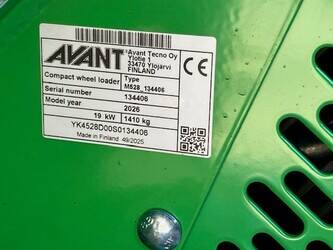 AVANT
Avant Tecno Oy
Ylötie 1
33470 Ylöjärvi
FINLAND
CE
Compact wheel loader
Type
M528_134406
Serial number
134406
Model year
2026
19 kW
1410 kg
YK4528D00S0134406
Made in Finland 49/2025